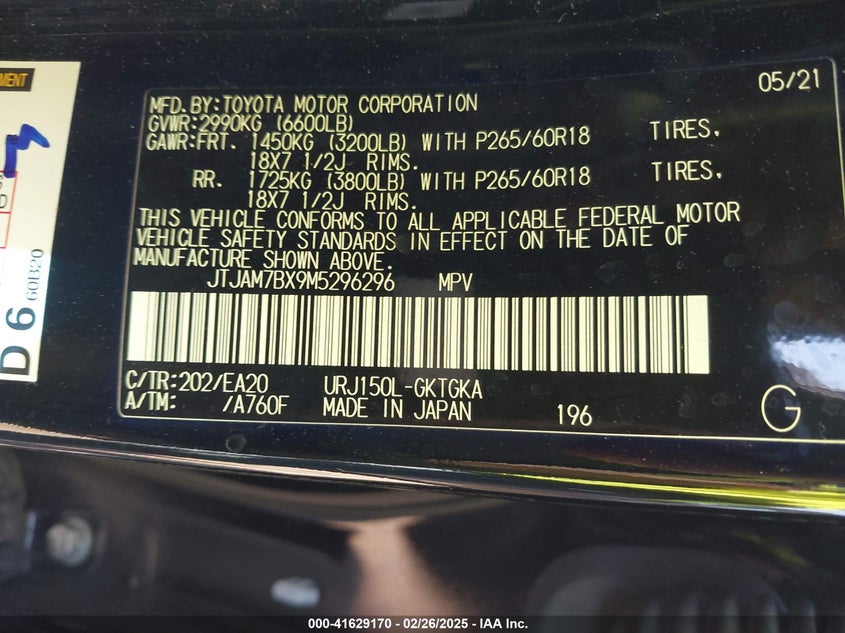 05/21
MFD. BY:TOYOTA MOTOR CORPORATION
GVWR:2990KG (6600LB)
GAWR:FRT. 1450KG (3200LB) WITH P265/60R18 TIRES,
18X7 1/2J RIMS.
RR. 1725KG (3800LB) WITH P265/60R18 TIRES,
18X7 1/2J RIMS.
THIS VEHICLE CONFORMS TO ALL APPLICABLE FEDERAL MOTOR
VEHICLE SAFETY STANDARDS IN EFFECT ON THE DATE OF
MANUFACTURE SHOWN ABOVE.
JTJAM7BX9M5296296 MPV
C/TR:202/EA20 URJ150L-GKTGKA
A/TM: /A760F MADE IN JAPAN 196 G
D 6 60B20
000-41629170 - 02/26/2025 - IAA Inc.